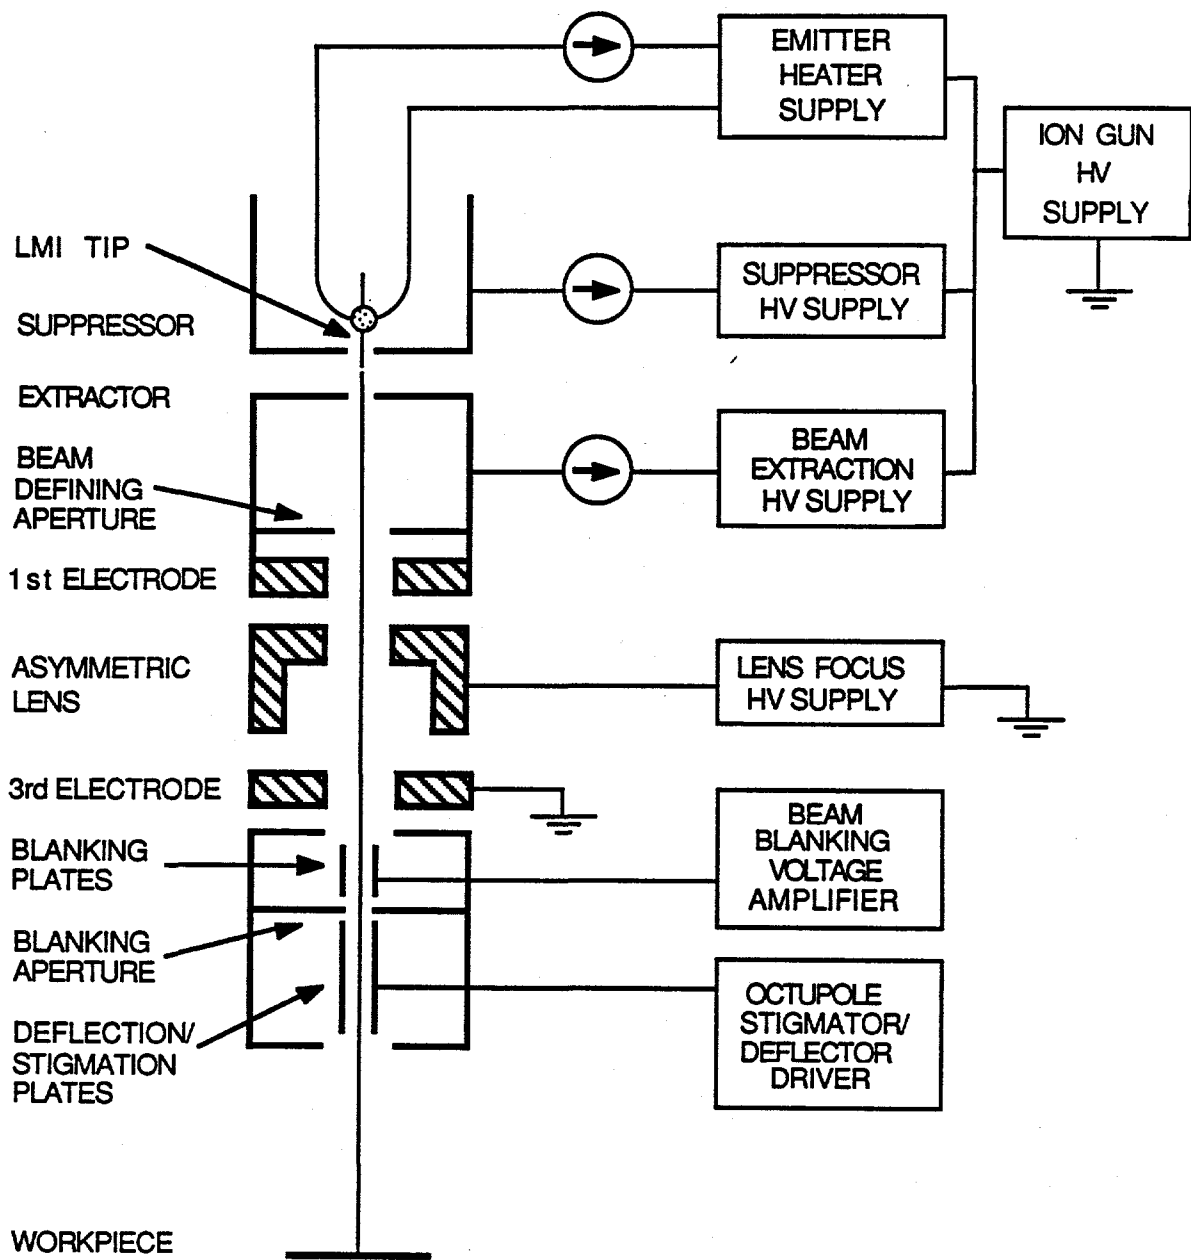 EMITTER
HEATER
SUPPLY
ION GUN
HV
SUPPLY
LMI TIP
SUPPRESSOR
SUPPRESSOR
HV SUPPLY
EXTRACTOR
BEAM
DEFINING
APERTURE
BEAM
EXTRACTION
HV SUPPLY
1st ELECTRODE
ASYMMETRIC
LENS
LENS FOCUS
HV SUPPLY
3rd ELECTRODE
BLANKING
PLATES
BEAM
BLANKING
VOLTAGE
AMPLIFIER
BLANKING
APERTURE
DEFLECTION/
STIGMATION
PLATES
OCTUPOLE
STIGMATOR/
DEFLECTOR
DRIVER
WORKPIECE